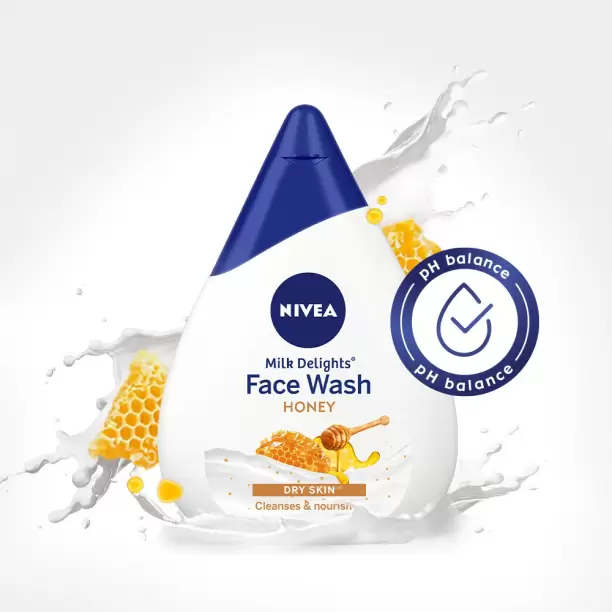 NIVEA
Milk Delights®
Face Wash
HONEY
DRY SKIN
Cleanses & nourish
pH balance
pH balance